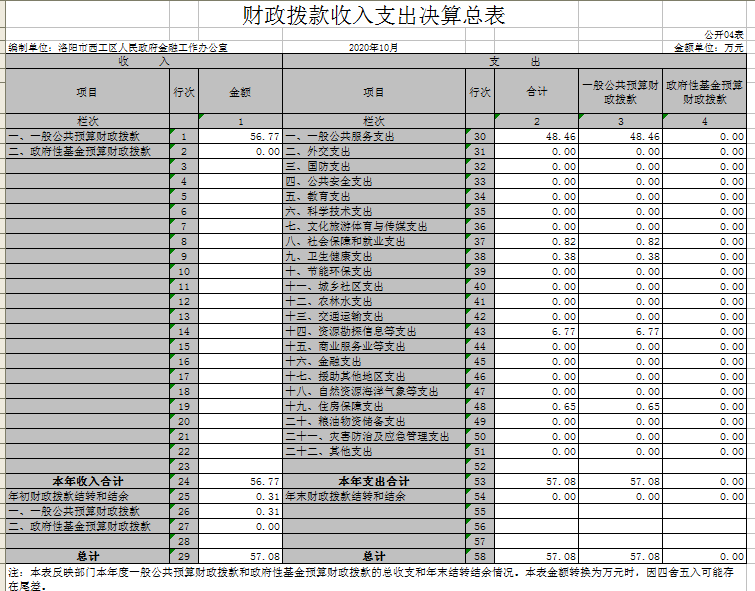 财政拨款收入支出决算总表
公开04表
编制单位：洛阳市西工区人民政府金融工作办公室 2020年10月 金额单位：万元
收 入 支 出
项目 行次 金额 项目 行次 合计 一般公共预算财政拨款 政府性基金预算财政拨款
栏次 1 栏次 2 3 4
一、一般公共预算财政拨款 1 56.77 一、一般公共服务支出 30 48.46 48.46 0.00
二、政府性基金预算财政拨款 2 0.00 二、外交支出 31 0.00 0.00 0.00
3 三、国防支出 32 0.00 0.00 0.00
4 四、公共安全支出 33 0.00 0.00 0.00
5 五、教育支出 34 0.00 0.00 0.00
6 六、科学技术支出 35 0.00 0.00 0.00
7 七、文化旅游体育与传媒支出 36 0.00 0.00 0.00
8 八、社会保障和就业支出 37 0.82 0.82 0.00
9 九、卫生健康支出 38 0.38 0.38 0.00
10 十、节能环保支出 39 0.00 0.00 0.00
11 十一、城乡社区支出 40 0.00 0.00 0.00
12 十二、农林水支出 41 0.00 0.00 0.00
13 十三、交通运输支出 42 0.00 0.00 0.00
14 十四、资源勘探信息等支出 43 6.77 6.77 0.00
15 十五、商业服务业等支出 44 0.00 0.00 0.00
16 十六、金融支出 45 0.00 0.00 0.00
17 十七、援助其他地区支出 46 0.00 0.00 0.00
18 十八、自然资源海洋气象等支出 47 0.00 0.00 0.00
19 十九、住房保障支出 48 0.65 0.65 0.00
20 二十、粮油物资储备支出 49 0.00 0.00 0.00
21 二十一、灾害防治及应急管理支出 50 0.00 0.00 0.00
22 二十二、其他支出 51 0.00 0.00 0.00
23 52
本年收入合计 24 56.77 本年支出合计 53 57.08 57.08 0.00
年初财政拨款结转和结余 25 0.31 年末财政拨款结转和结余 54 0.00 0.00 0.00
一、一般公共预算财政拨款 26 0.31 55
二、政府性基金预算财政拨款 27 0.00 56
28 57
总计 29 57.08 总计 58 57.08 57.08 0.00
注：本表反映部门本年度一般公共预算财政拨款和政府性基金预算财政拨款的总收支和年末结转结余情况。本表金额转换为万元时，因四舍五入可能存
在尾差。